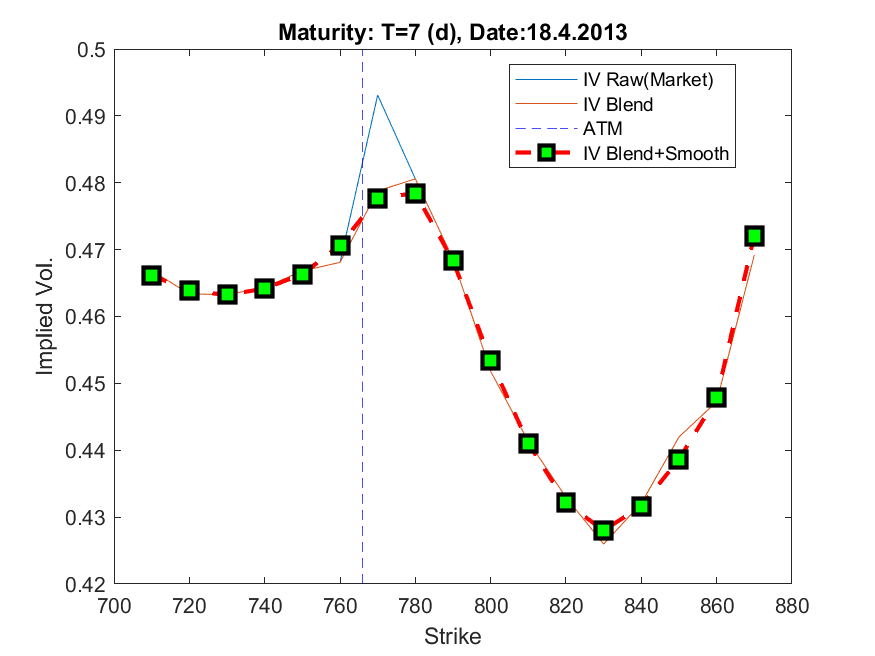 Maturity: T=7 (d), Date:18.4.2013
0.5
0.49
0.48
0.47
0.46
0.45
0.44
0.43
0.42
Implied Vol.
IV Raw(Market)
IV Blend
ATM
IV Blend+Smooth
700 720 740 760 780 800 820 840 860 880
Strike